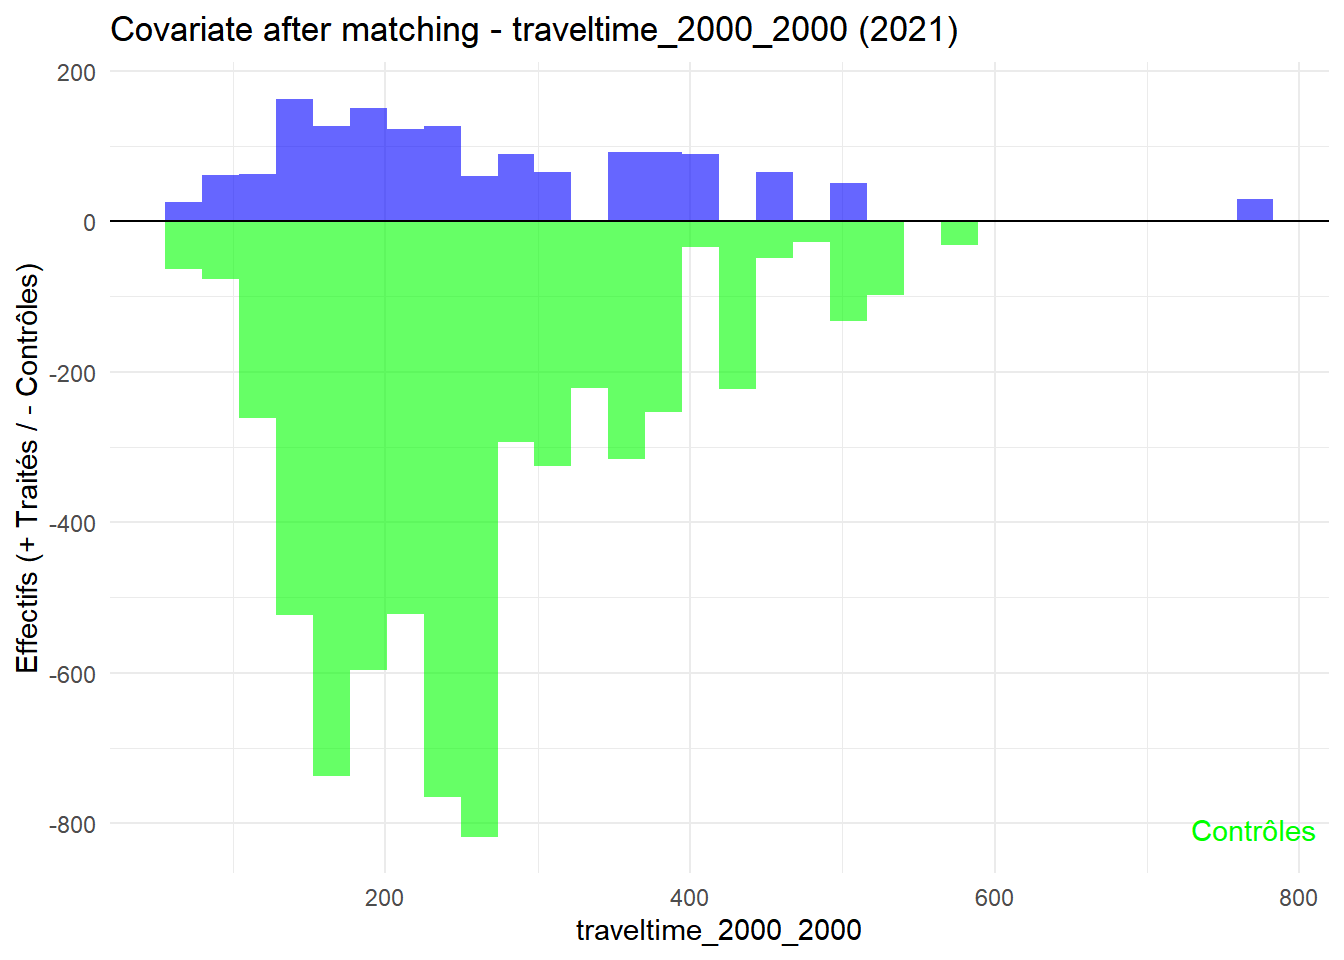 Covariate after matching - traveltime_2000_2000 (2021)
Effectifs (+ Traités / - Contrôles)
200
0
-200
-400
-600
-800
Contrôles
200
400
600
800
traveltime_2000_2000